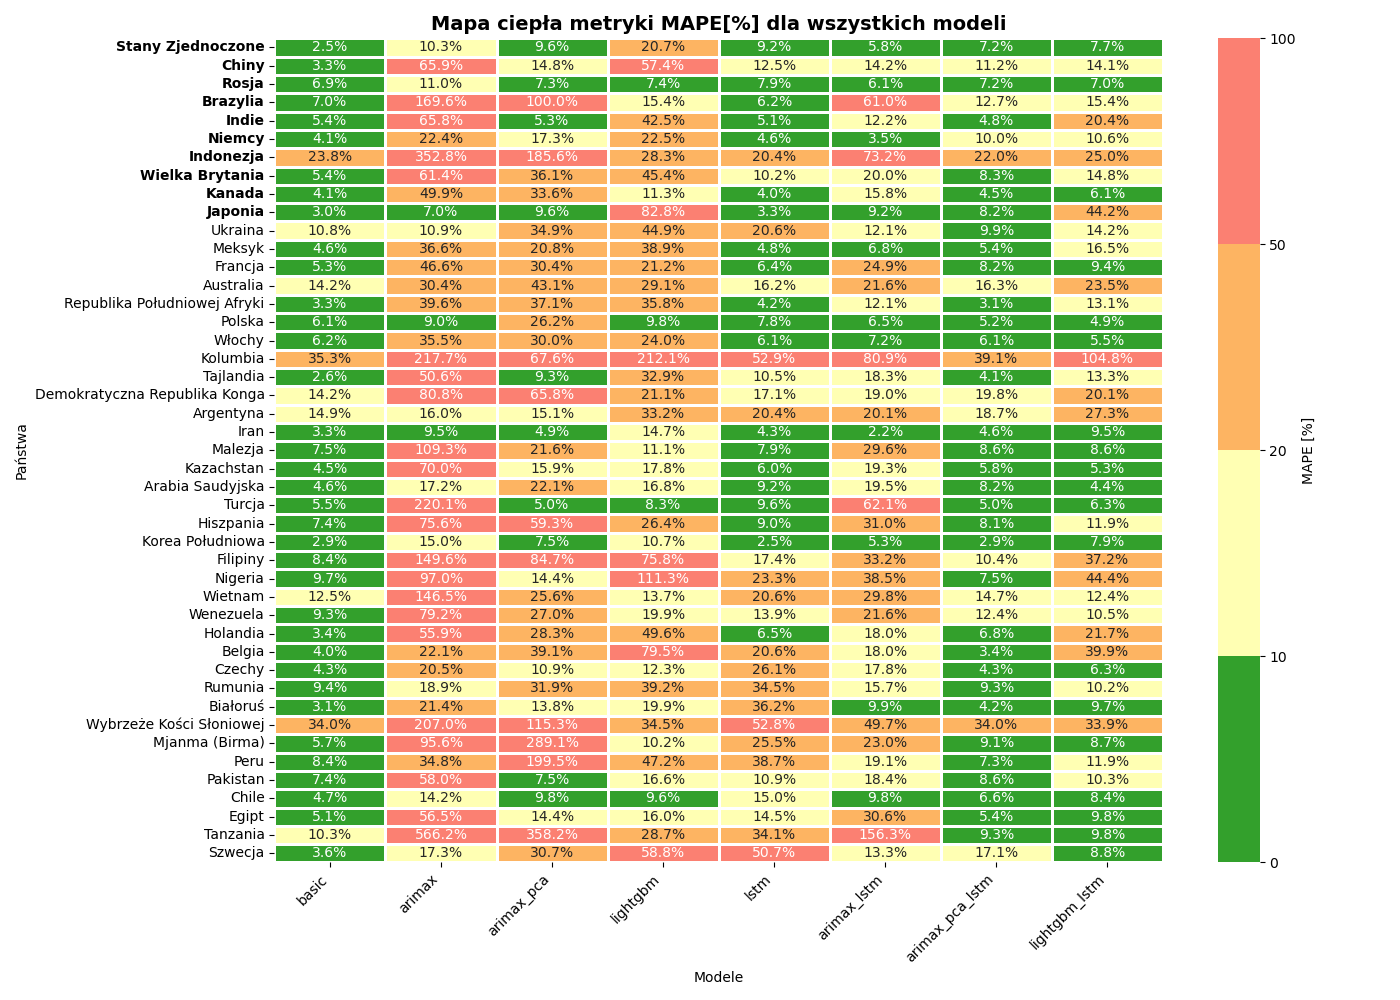 Mapa ciepła metryki MAPE[%] dla wszystkich modeli
Stany Zjednoczone 2.5% 10.3% 9.6% 20.7% 9.2% 5.8% 7.2% 7.7%
Chiny 3.3% 65.9% 14.8% 57.4% 12.5% 14.2% 11.2% 14.1%
Rosja 6.9% 11.0% 7.3% 7.4% 7.9% 6.1% 7.2% 7.0%
Brazylia 7.0% 169.6% 100.0% 15.4% 6.2% 61.0% 12.7% 15.4%
Indie 5.4% 65.8% 5.3% 42.5% 5.1% 12.2% 4.8% 20.4%
Niemcy 4.1% 22.4% 17.3% 22.5% 4.6% 3.5% 10.0% 10.6%
Indonezja 23.8% 352.8% 185.6% 28.3% 20.4% 73.2% 22.0% 25.0%
Wielka Brytania 5.4% 61.4% 36.1% 45.4% 10.2% 20.0% 8.3% 14.8%
Kanada 4.1% 49.9% 33.6% 11.3% 4.0% 15.8% 4.5% 6.1%
Japonia 3.0% 7.0% 9.6% 82.8% 3.3% 9.2% 8.2% 44.2%
Ukraina 10.8% 10.9% 34.9% 44.9% 20.6% 12.1% 9.9% 14.2%
Meksyk 4.6% 36.6% 20.8% 38.9% 4.8% 6.8% 5.4% 16.5%
Francja 5.3% 46.6% 30.4% 21.2% 6.4% 24.9% 8.2% 9.4%
Australia 14.2% 30.4% 43.1% 29.1% 16.2% 21.6% 16.3% 23.5%
Republika Południowej Afryki 3.3% 39.6% 37.1% 35.8% 4.2% 12.1% 3.1% 13.1%
Polska 6.1% 9.0% 26.2% 9.8% 7.8% 6.5% 5.2% 4.9%
Włochy 6.2% 35.5% 30.0% 24.0% 6.1% 7.2% 6.1% 5.5%
Kolumbia 35.3% 217.7% 67.6% 212.1% 52.9% 80.9% 39.1% 104.8%
Tajlandia 2.6% 50.6% 9.3% 32.9% 10.5% 18.3% 4.1% 13.3%
Demokratyczna Republika Konga 14.2% 80.8% 65.8% 21.1% 17.1% 19.0% 19.8% 20.1%
Argentyna 14.9% 16.0% 15.1% 33.2% 20.4% 20.1% 18.7% 27.3%
Iran 3.3% 9.5% 4.9% 14.7% 4.3% 2.2% 4.6% 9.5%
Malezja 7.5% 109.3% 21.6% 11.1% 7.9% 29.6% 8.6% 8.6%
Kazachstan 4.5% 70.0% 15.9% 17.8% 6.0% 19.3% 5.8% 5.3%
Arabia Saudyjska 4.6% 17.2% 22.1% 16.8% 9.2% 19.5% 8.2% 4.4%
Turcja 5.5% 220.1% 5.0% 8.3% 9.6% 62.1% 5.0% 6.3%
Hiszpania 7.4% 75.6% 59.3% 26.4% 9.0% 31.0% 8.1% 11.9%
Korea Południowa 2.9% 15.0% 7.5% 10.7% 2.5% 5.3% 2.9% 7.9%
Filipiny 8.4% 149.6% 84.7% 75.8% 17.4% 33.2% 10.4% 37.2%
Nigeria 9.7% 97.0% 14.4% 111.3% 23.3% 38.5% 7.5% 44.4%
Wietnam 12.5% 146.5% 25.6% 13.7% 20.6% 29.8% 14.7% 12.4%
Wenezuela 9.3% 79.2% 27.0% 19.9% 13.9% 21.6% 12.4% 10.5%
Holandia 3.4% 55.9% 28.3% 49.6% 6.5% 18.0% 6.8% 21.7%
Belgia 4.0% 22.1% 39.1% 79.5% 20.6% 18.0% 3.4% 39.9%
Czechy 4.3% 20.5% 10.9% 12.3% 26.1% 17.8% 4.3% 6.3%
Rumunia 9.4% 18.9% 31.9% 39.2% 34.5% 15.7% 9.3% 10.2%
Białoruś 3.1% 21.4% 13.8% 19.9% 36.2% 9.9% 4.2% 9.7%
Wybrzeże Kości Słoniowej 34.0% 207.0% 115.3% 34.5% 52.8% 49.7% 34.0% 33.9%
Mjanma (Birma) 5.7% 95.6% 289.1% 10.2% 25.5% 23.0% 9.1% 8.7%
Peru 8.4% 34.8% 199.5% 47.2% 38.7% 19.1% 7.3% 11.9%
Pakistan 7.4% 58.0% 7.5% 16.6% 10.9% 18.4% 8.6% 10.3%
Chile 4.7% 14.2% 9.8% 9.6% 15.0% 9.8% 6.6% 8.4%
Egipt 5.1% 56.5% 14.4% 16.0% 14.5% 30.6% 5.4% 9.8%
Tanzania 10.3% 566.2% 358.2% 28.7% 34.1% 156.3% 9.3% 9.8%
Szwecja 3.6% 17.3% 30.7% 58.8% 50.7% 13.3% 17.1% 8.8%
basic arimax arimax_pca lightgbm lstm arimax_lstm arimax_pca_lstm lightgbm_lstm
Modele
Państwa
100
50
20
10
0
MAPE [%]